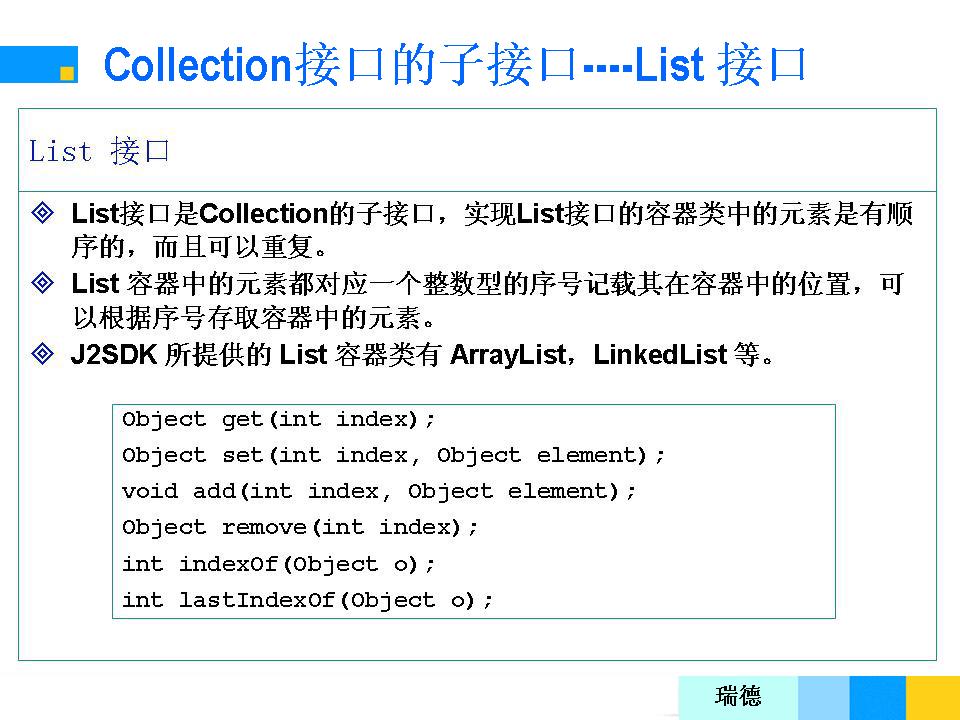 Collection接口的子接口----List 接口
List 接口
List接口是Collection的子接口，实现List接口的容器类中的元素是有顺
序的，而且可以重复。
List 容器中的元素都对应一个整数型的序号记载其在容器中的位置，可
以根据序号存取容器中的元素。
J2SDK 所提供的 List 容器类有 ArrayList，LinkedList 等。
Object get(int index);
Object set(int index, Object element);
void add(int index, Object element);
Object remove(int index);
int indexOf(Object o);
int lastIndexOf(Object o);
瑞德